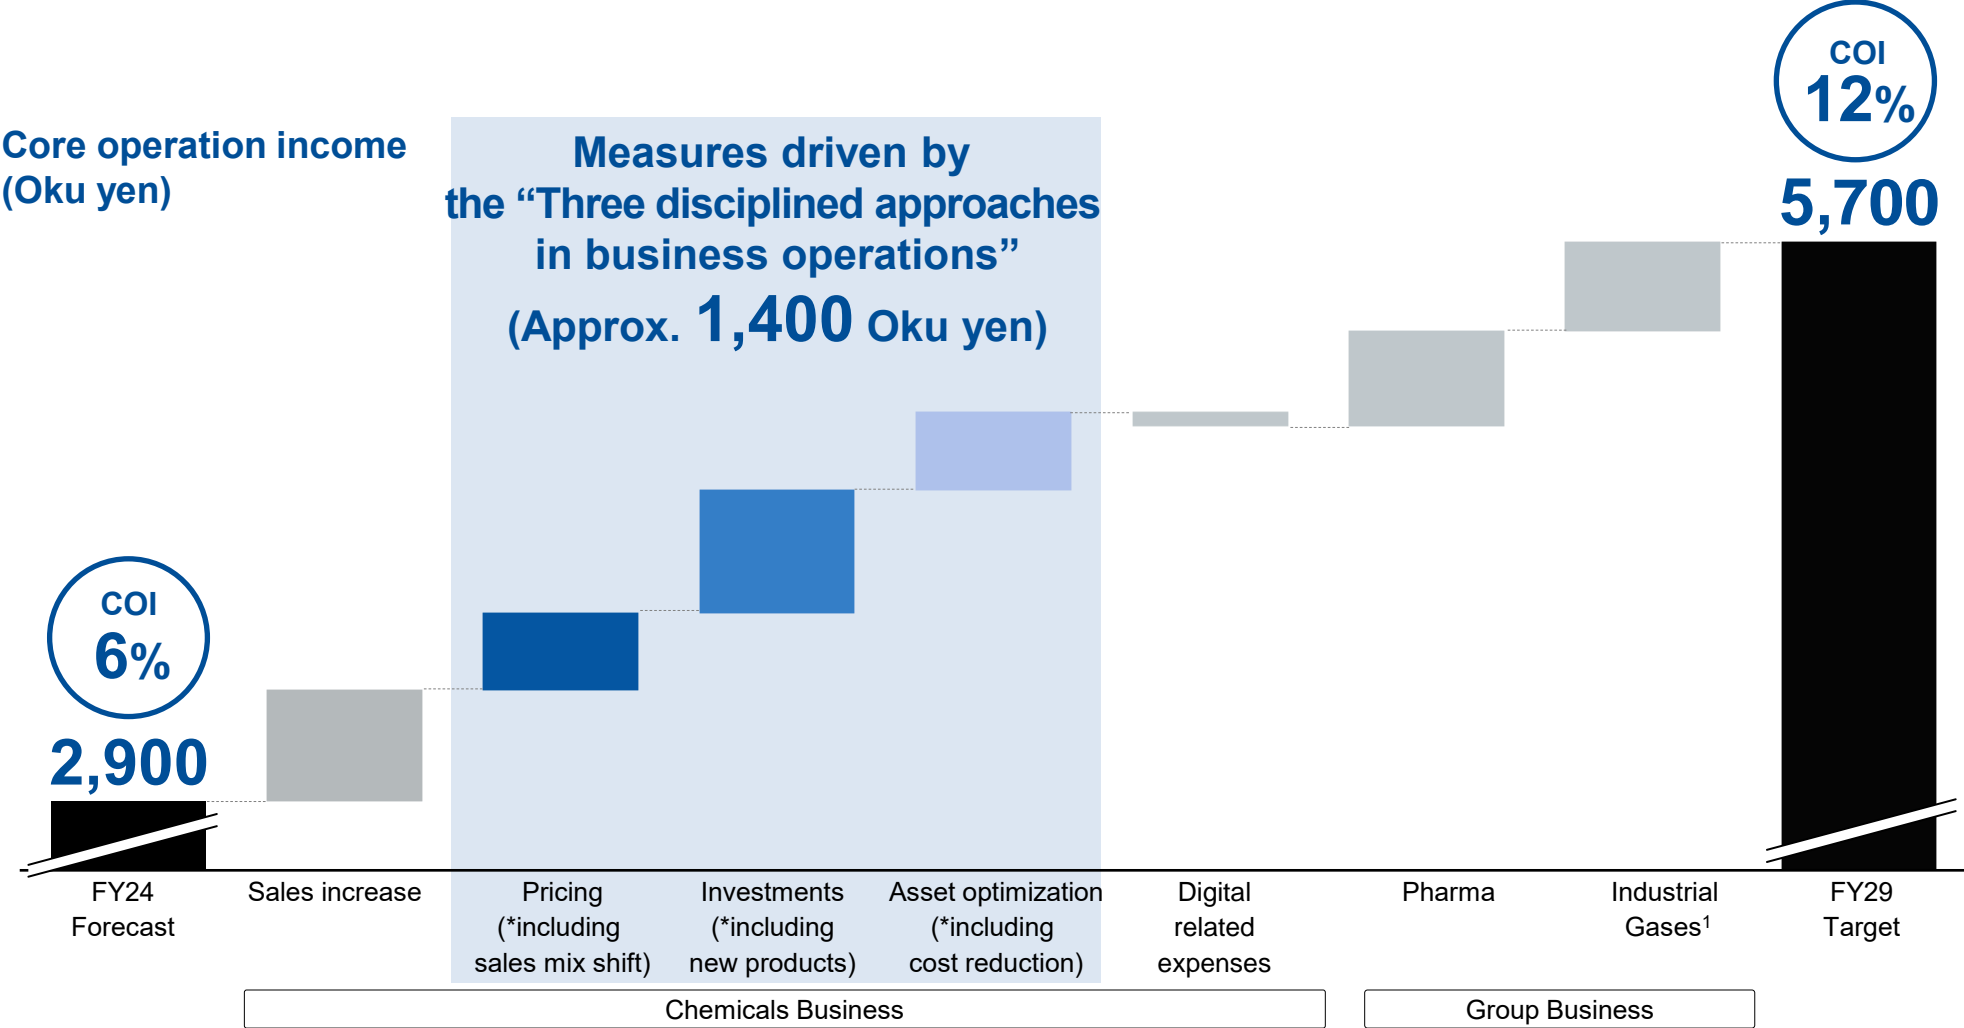 Core operation income
(Oku yen)
Measures driven by
the “Three disciplined approaches
in business operations”
(Approx. 1,400 Oku yen)
COI
12%
5,700
COI
6%
2,900
FY24
Forecast
Sales increase
Pricing
(*including
sales mix shift)
Investments
(*including
new products)
Asset optimization
(*including
cost reduction)
Digital
related
expenses
Pharma
Industrial
Gases¹
FY29
Target
Chemicals Business
Group Business